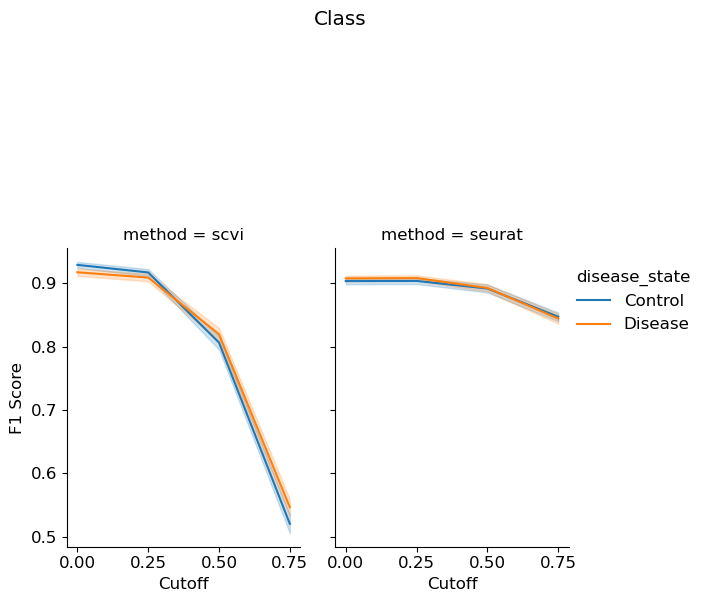 Class
method = scvi
method = seurat
F1 Score
0.9
0.8
0.7
0.6
0.5
0.00
0.25
0.50
0.75
Cutoff
0.00
0.25
0.50
0.75
Cutoff
disease_state
Control
Disease